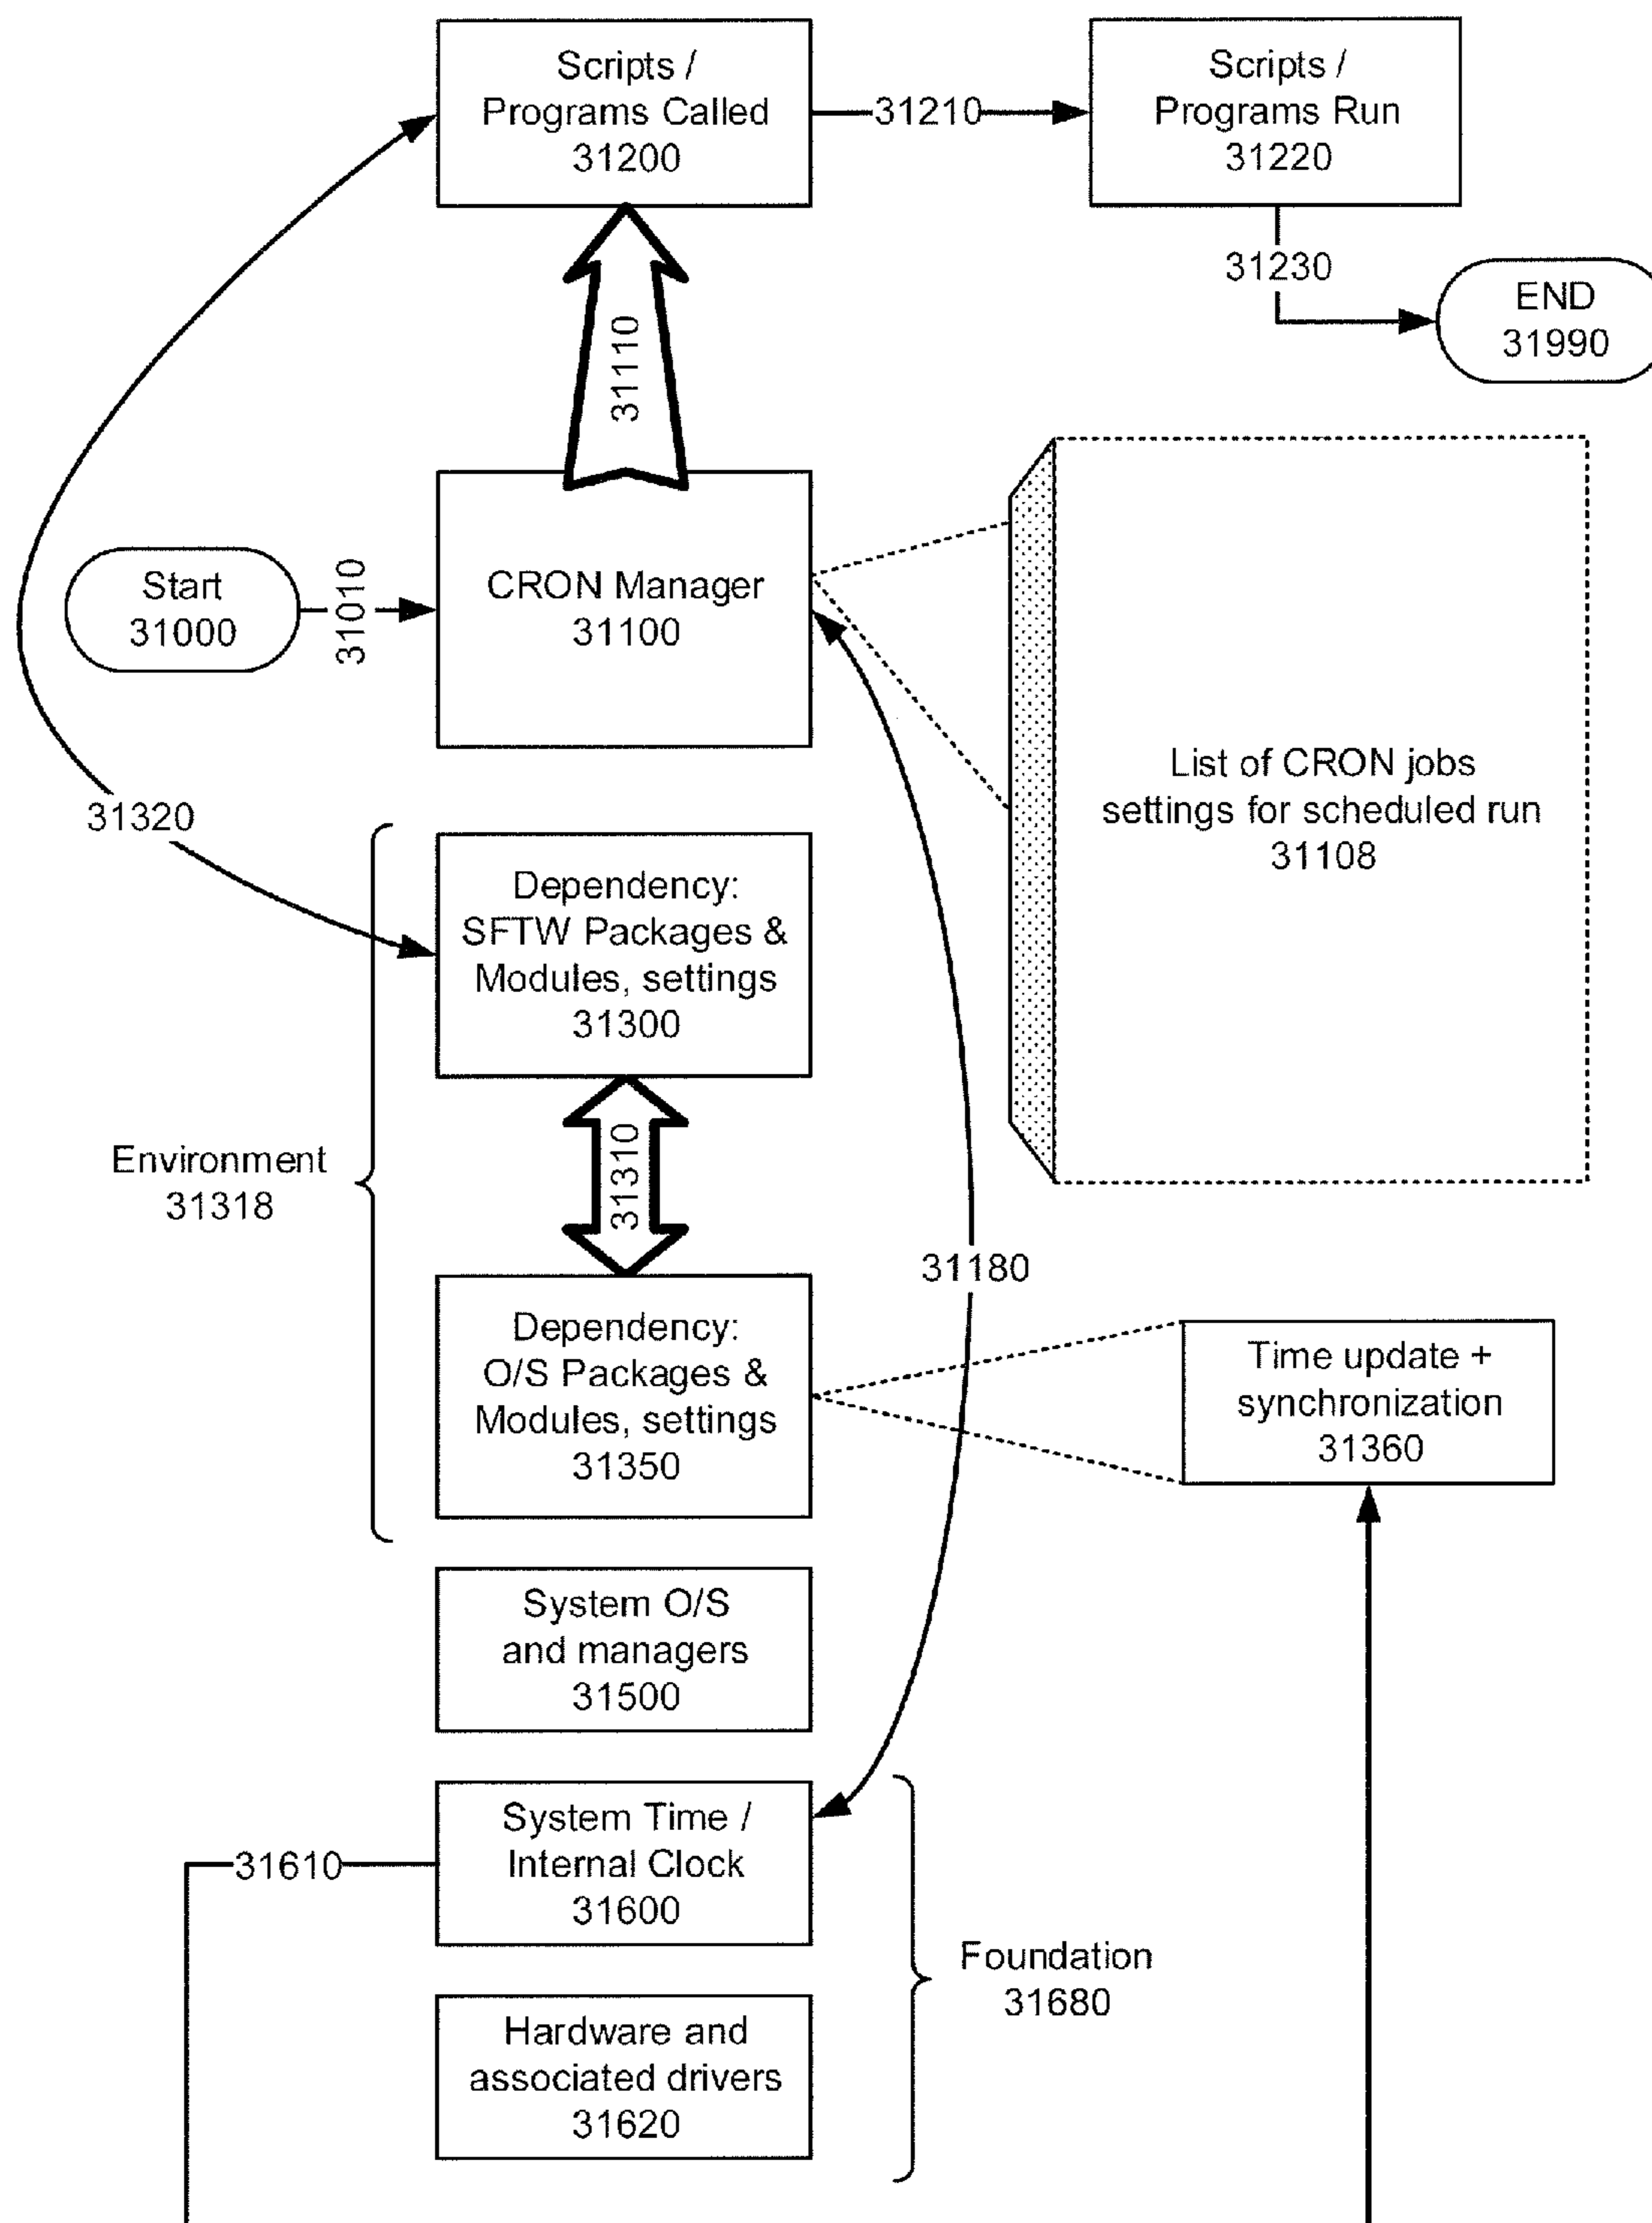 Scripts /
Programs Called
31200
31210
Scripts /
Programs Run
31220
31230
END
31990
31110
Start
31000
31010
CRON Manager
31100
List of CRON jobs
settings for scheduled run
31108
31320
Dependency:
SFTW Packages &
Modules, settings
31300
Environment
31318
31310
31180
Dependency:
O/S Packages &
Modules, settings
31350
Time update +
synchronization
31360
System O/S
and managers
31500
System Time /
Internal Clock
31600
31610
Foundation
31680
Hardware and
associated drivers
31620